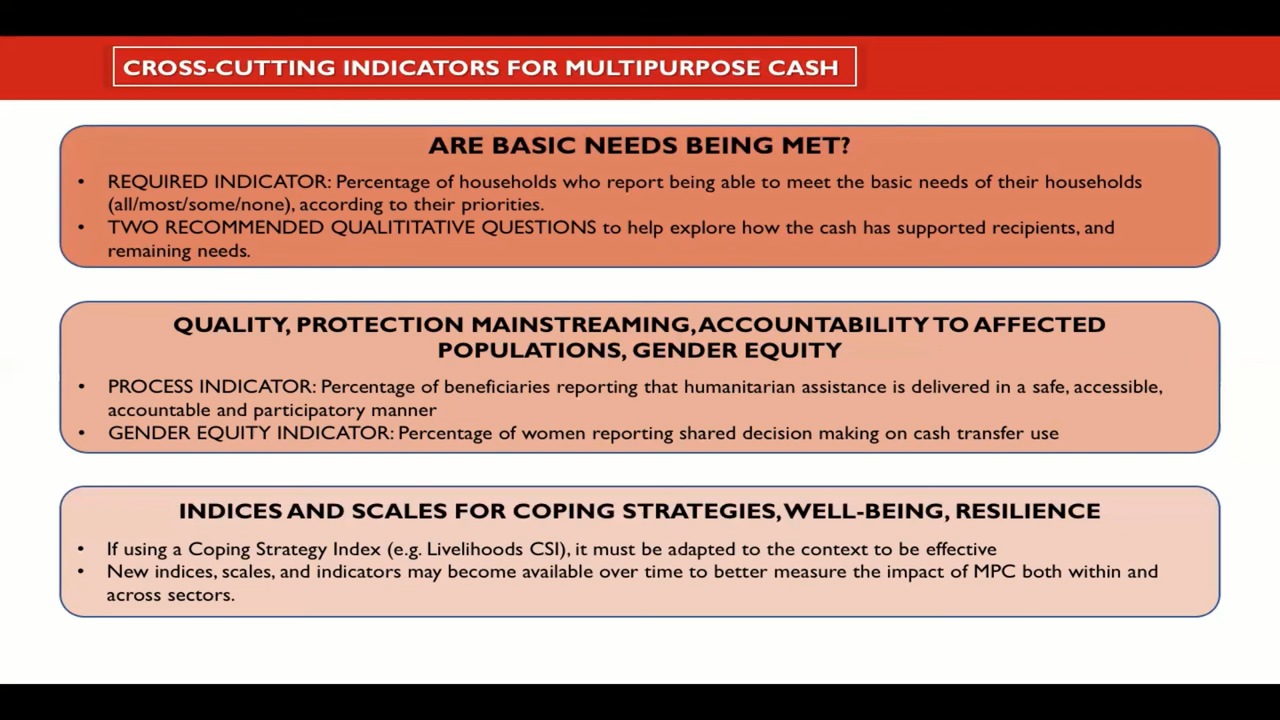 CROSS-CUTTING INDICATORS FOR MULTIPURPOSE CASH
ARE BASIC NEEDS BEING MET?
• REQUIRED INDICATOR: Percentage of households who report being able to meet the basic needs of their households
(all/most/some/none), according to their priorities.
• TWO RECOMMENDED QUALITITATIVE QUESTIONS to help explore how the cash has supported recipients, and
remaining needs.
QUALITY, PROTECTION MAINSTREAMING, ACCOUNTABILITY TO AFFECTED
POPULATIONS, GENDER EQUITY
• PROCESS INDICATOR: Percentage of beneficiaries reporting that humanitarian assistance is delivered in a safe, accessible,
accountable and participatory manner
• GENDER EQUITY INDICATOR: Percentage of women reporting shared decision making on cash transfer use
INDICES AND SCALES FOR COPING STRATEGIES, WELL-BEING, RESILIENCE
• If using a Coping Strategy Index (e.g. Livelihoods CSI), it must be adapted to the context to be effective
• New indices, scales, and indicators may become available over time to better measure the impact of MPC both within and
across sectors.